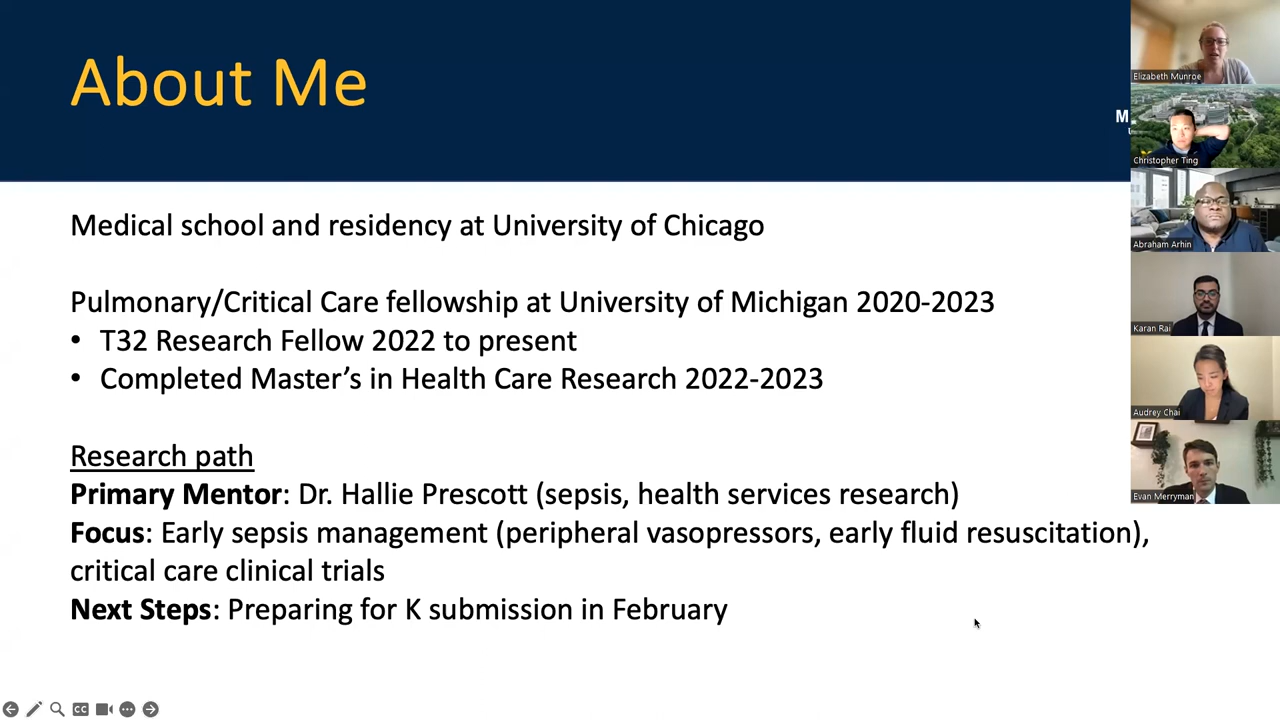 About Me
M
Medical school and residency at University of Chicago
Pulmonary/Critical Care fellowship at University of Michigan 2020-2023
• T32 Research Fellow 2022 to present
• Completed Master’s in Health Care Research 2022-2023
Research path
Primary Mentor: Dr. Hallie Prescott (sepsis, health services research)
Focus: Early sepsis management (peripheral vasopressors, early fluid resuscitation),
critical care clinical trials
Next Steps: Preparing for K submission in February
Elizabeth Munroe
Christopher Ting
Abraham Arhin
Karan Rai
Audrey Chai
Evan Merryman
CC